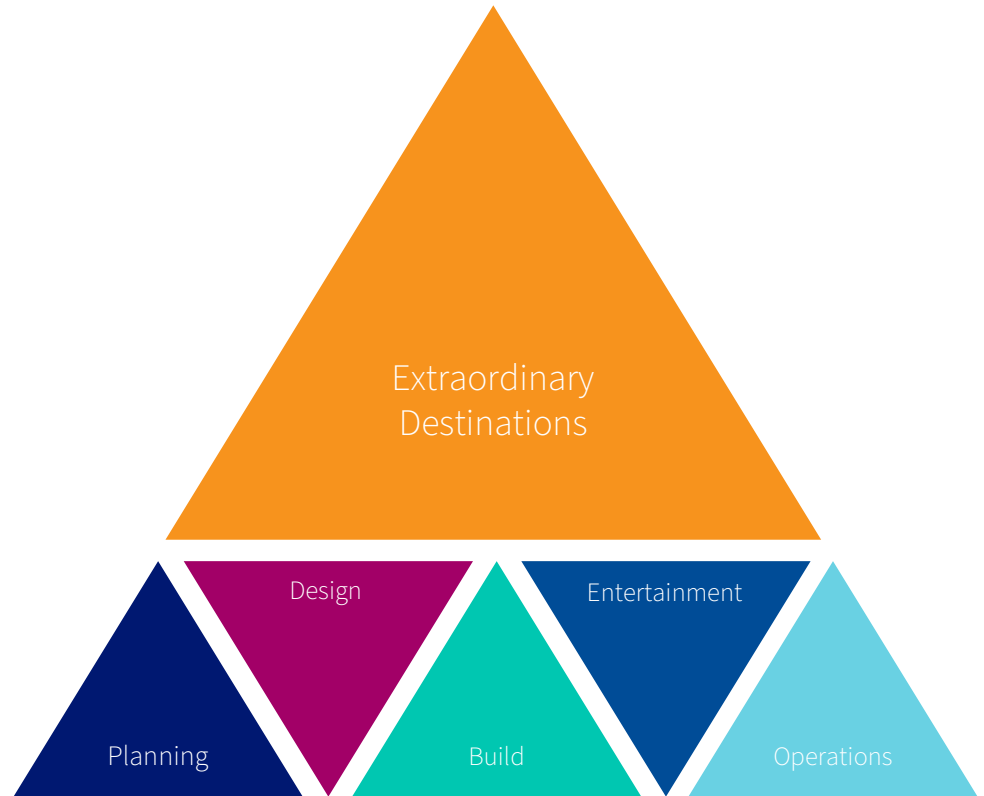 Extraordinary
Destinations
Design
Entertainment
Planning
Build
Operations